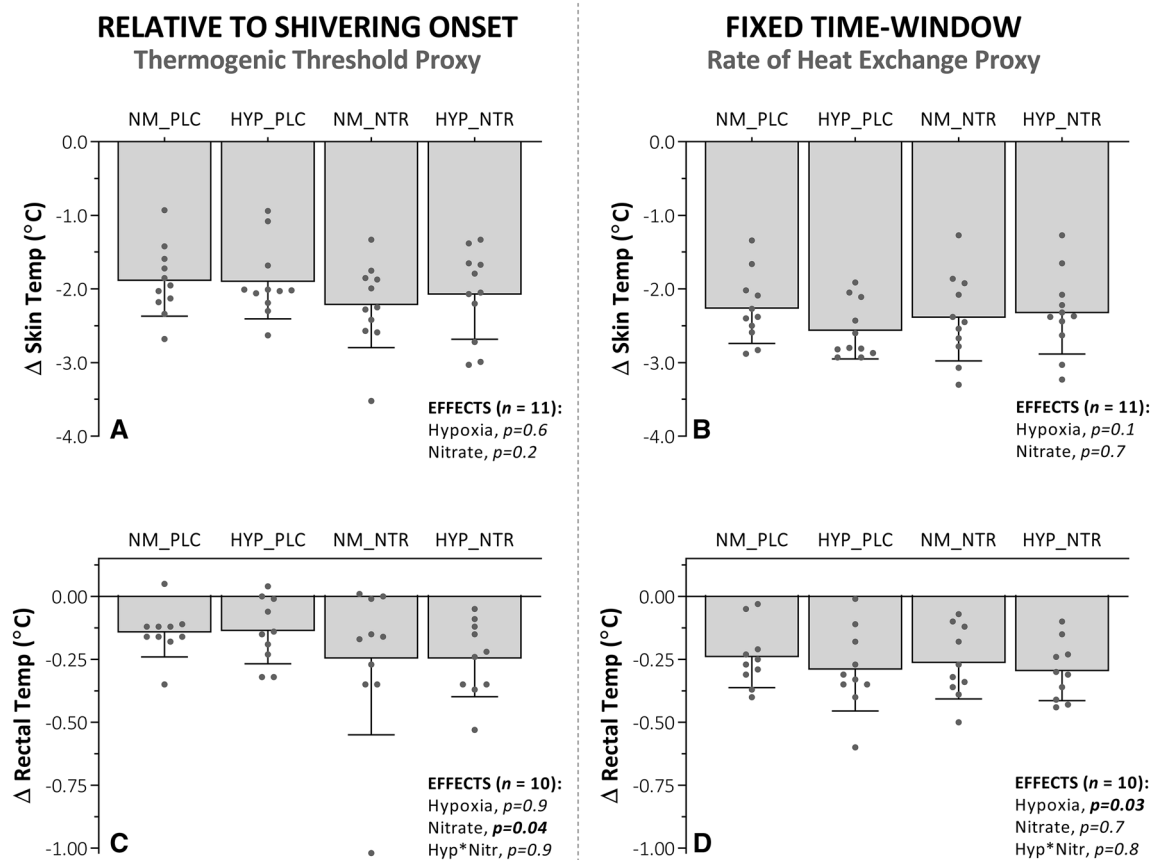 RELATIVE TO SHIVERING ONSET
Thermogenic Threshold Proxy
FIXED TIME-WINDOW
Rate of Heat Exchange Proxy
NM_PLC HYP_PLC NM_NTR HYP_NTR
0.0
-1.0
-2.0
-3.0
-4.0
Δ Skin Temp (°C)
A
EFFECTS (n = 11):
Hypoxia, p=0.6
Nitrate, p=0.2
NM_PLC HYP_PLC NM_NTR HYP_NTR
0.0
-1.0
-2.0
-3.0
-4.0
Δ Skin Temp (°C)
B
EFFECTS (n = 11):
Hypoxia, p=0.1
Nitrate, p=0.7
NM_PLC HYP_PLC NM_NTR HYP_NTR
0.00
-0.25
-0.50
-0.75
-1.00
Δ Rectal Temp (°C)
C
EFFECTS (n = 10):
Hypoxia, p=0.9
Nitrate, p=0.04
Hyp*Nitr, p=0.9
NM_PLC HYP_PLC NM_NTR HYP_NTR
0.00
-0.25
-0.50
-0.75
-1.00
Δ Rectal Temp (°C)
D
EFFECTS (n = 10):
Hypoxia, p=0.03
Nitrate, p=0.7
Hyp*Nitr, p=0.8